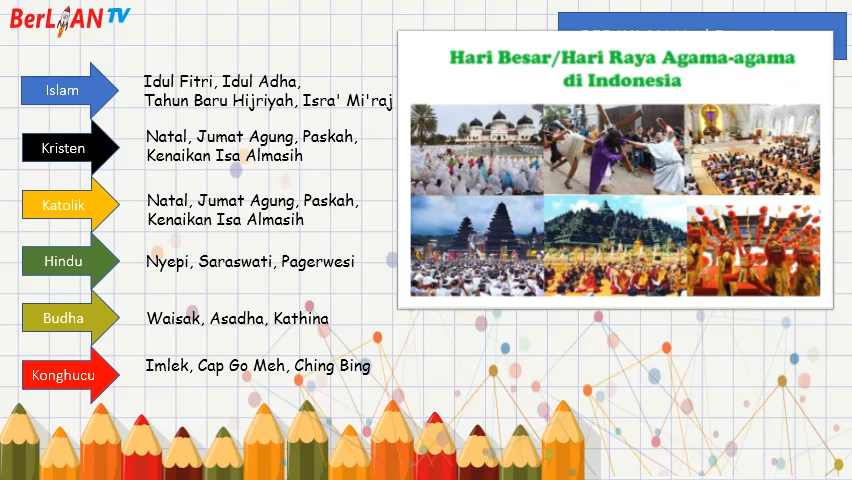 BerLIAN TV
Hari Besar/Hari Raya Agama-agama
di Indonesia
Islam
Idul Fitri, Idul Adha,
Tahun Baru Hijriyah, Isra' Mi'raj
Kristen
Natal, Jumat Agung, Paskah,
Kenaikan Isa Almasih
Katolik
Natal, Jumat Agung, Paskah,
Kenaikan Isa Almasih
Hindu
Nyepi, Saraswati, Pagerwesi
Budha
Waisak, Asadha, Kathina
Konghucu
Imlek, Cap Go Meh, Ching Bing